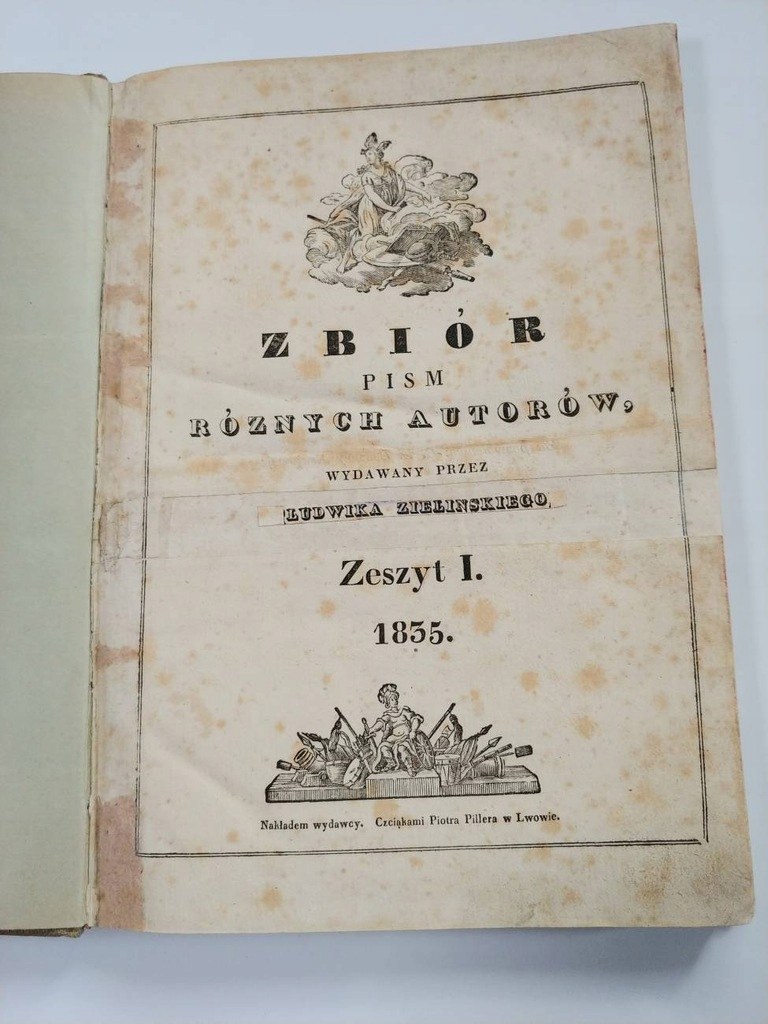 ZBIÓR
PISM
RÓZNYCH AUTORÓW,
WYDAWANY PRZEZ
LUDWIKA ZIELINSKIEGO
Zeszyt I.
1835.
Nakładem wydawcy. Czciąkami Piotra Pillera w Lwowie.